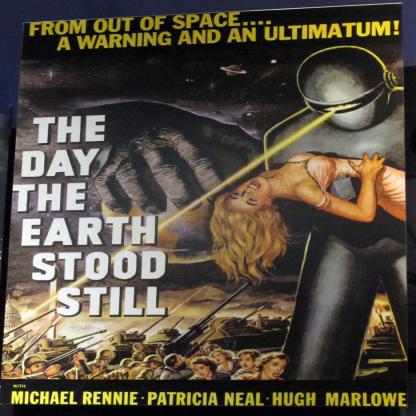 FROM OUT OF SPACE....
A WARNING AND AN ULTIMATUM!
THE
DAY
THE
EARTH
STOOD
STILL
WITH
MICHAEL RENNIE · PATRICIA NEAL · HUGH MARLOWE